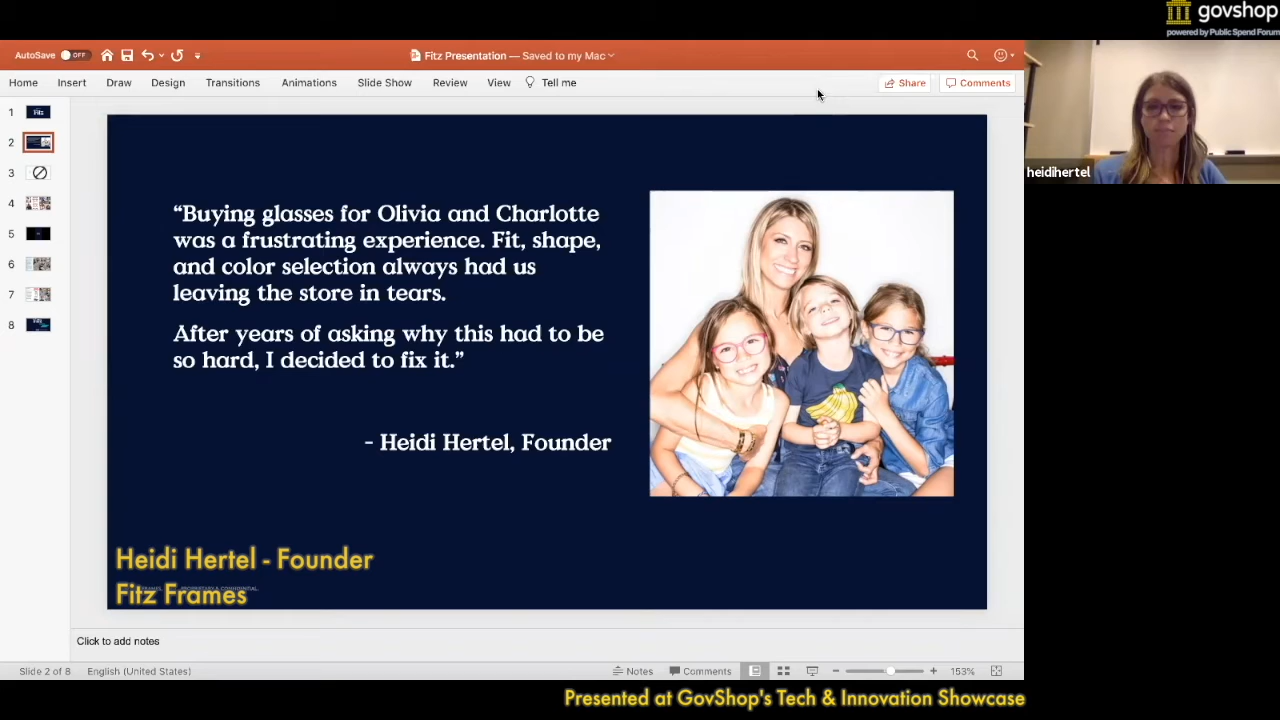 govshop
powered by Public Spend Forum
AutoSave OFF
Fitz Presentation — Saved to my Mac
Home Insert Draw Design Transitions Animations Slide Show Review View Tell me
Share Comments
1
2
3
4
5
6
7
8
“Buying glasses for Olivia and Charlotte
was a frustrating experience. Fit, shape,
and color selection always had us
leaving the store in tears.
After years of asking why this had to be
so hard, I decided to fix it.”
- Heidi Hertel, Founder
heidihertel
Heidi Hertel - Founder
Fitz Frames
Click to add notes
Slide 2 of 8 English (United States) Notes Comments 153%
Presented at GovShop's Tech & Innovation Showcase